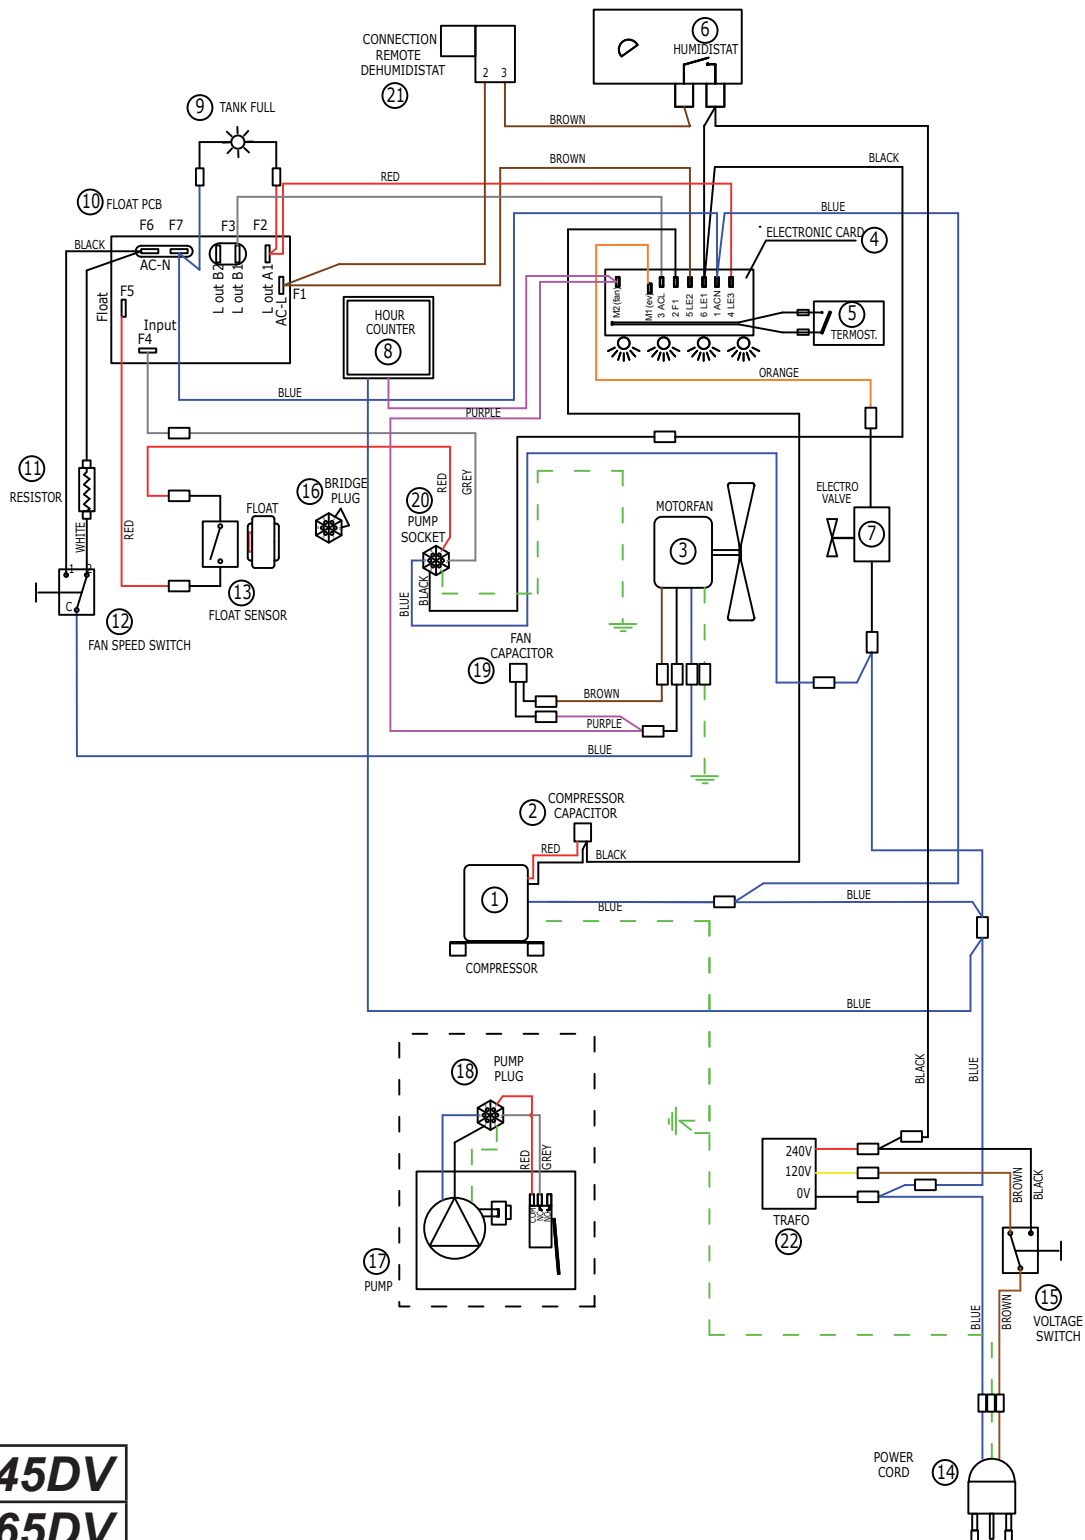 CONNECTION
REMOTE
DEHUMIDISTAT
21
2 3
6
HUMIDISTAT
9 TANK FULL
BROWN
BROWN
BLACK
RED
10 FLOAT PCB
BLUE
F6 F7 F3 F2
BLACK
ELECTRONIC CARD 4
AC-N
L out B2
L out B1
L out A1
AC-L
F1
Float
F5
Input
F4
M2(fan)
M1(ev)
3 ACL
2 F1
5 LE2
6 LE1
1 ACN
4 LE3
5
TERMOST.
HOUR
COUNTER
8
ORANGE
BLUE
PURPLE
11
RESISTOR
RED
WHITE
16 BRIDGE
PLUG
FLOAT
20
PUMP
SOCKET
RED
GREY
MOTORFAN
3
ELECTRO
VALVE
7
1 2
C
12
FAN SPEED SWITCH
13
FLOAT SENSOR
BLUE
BLACK
FAN
CAPACITOR
19
BROWN
PURPLE
BLUE
2
COMPRESSOR
CAPACITOR
RED
BLACK
1
BLUE
BLUE
COMPRESSOR
BLUE
18
PUMP
PLUG
BLACK
BLUE
RED
GREY
COM
NC
NO
17
PUMP
240V
120V
0V
TRAFO
22
BROWN
BLACK
15
VOLTAGE
SWITCH
BLUE
BROWN
POWER
CORD
14
45DV
65DV